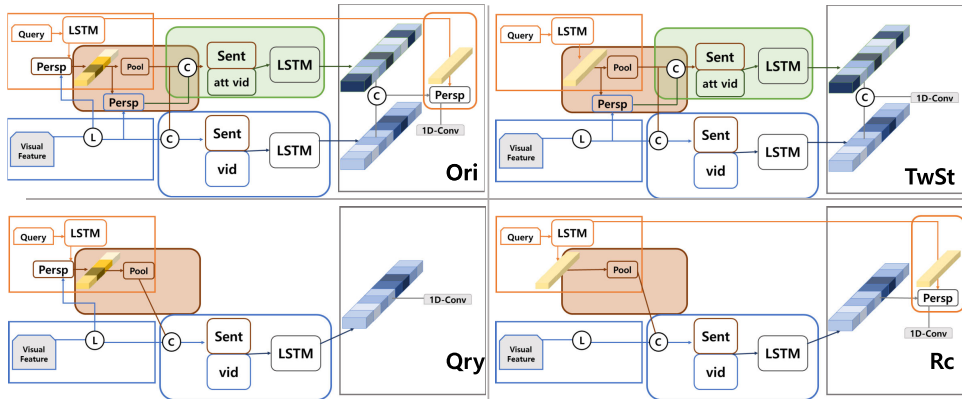 Query
LSTM
Persp
Pool
C
Sent
att vid
LSTM
Persp
C
Persp
1D-Conv
Visual
Feature
L
C
Sent
vid
LSTM
Ori
Query
LSTM
Pool
C
Sent
att vid
LSTM
Persp
C
1D-Conv
Visual
Feature
L
C
Sent
vid
LSTM
TwSt
Query
LSTM
Persp
Pool
1D-Conv
Visual
Feature
L
C
Sent
vid
LSTM
Qry
Query
LSTM
Pool
Persp
1D-Conv
Visual
Feature
L
C
Sent
vid
LSTM
Rc